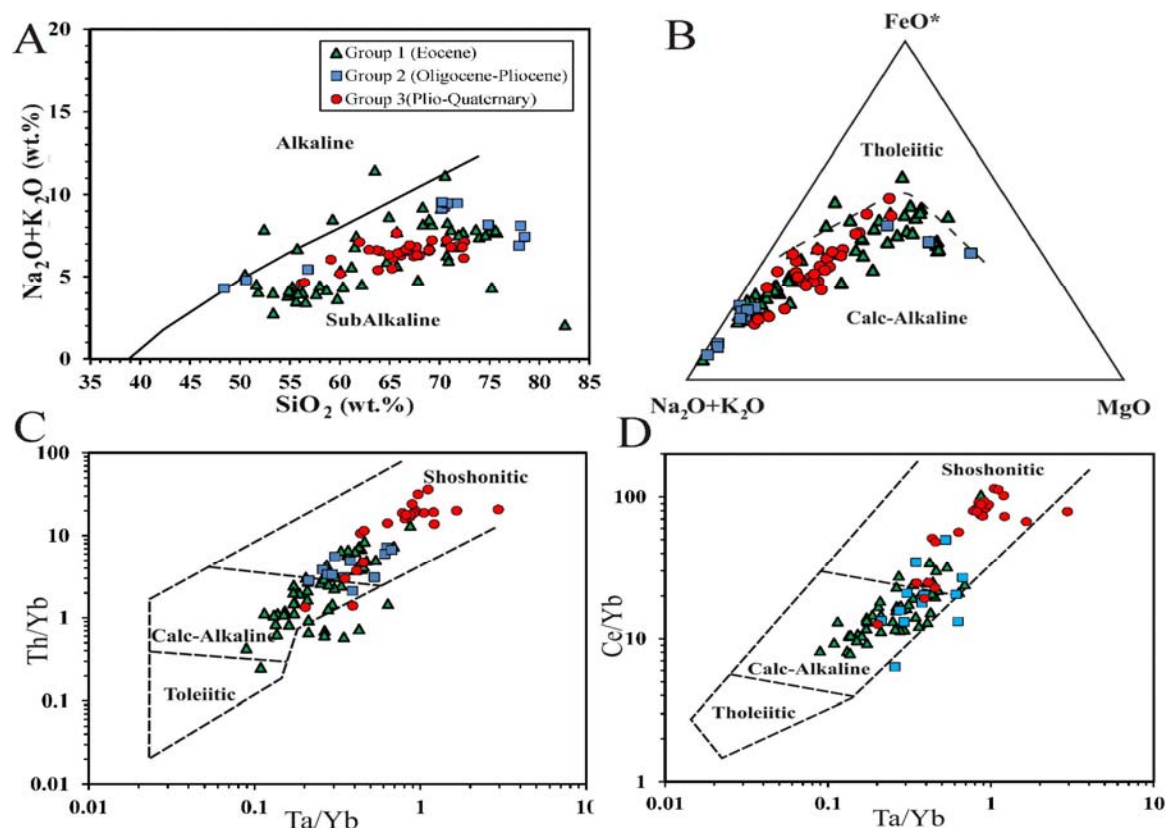 A
20
15
10
5
0
Na₂O+K₂O (wt.%)
Group 1 (Eocene)
Group 2 (Oligocene-Pliocene)
Group 3(Plio-Quaternary)
Alkaline
SubAlkaline
35 40 45 50 55 60 65 70 75 80 85
SiO₂ (wt.%)
B
FeO*
Tholeiitic
Calc-Alkaline
Na₂O+K₂O
MgO
C
100
10
1
0.1
0.01
Th/Yb
Shoshonitic
Calc-Alkaline
Toleiitic
0.01 0.1 1 10
Ta/Yb
D
100
10
1
Ce/Yb
Shoshonitic
Calc-Alkaline
Tholeiitic
0.01 0.1 1 10
Ta/Yb